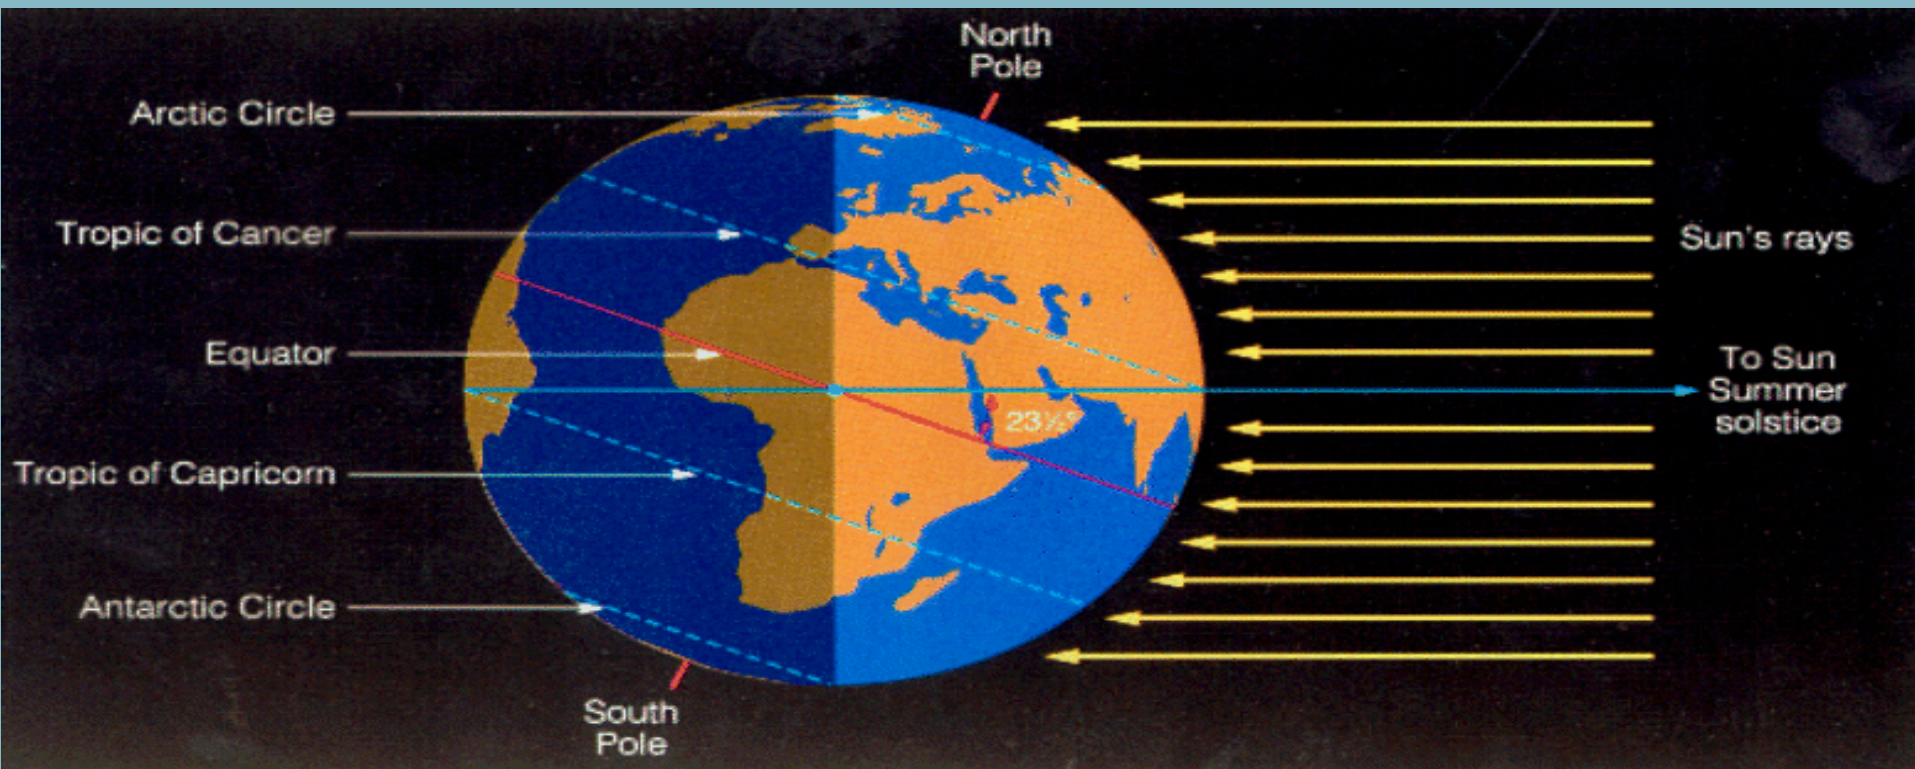 North
Pole
Arctic Circle
Tropic of Cancer
Sun's rays
Equator
To Sun
Summer
solstice
23½°
Tropic of Capricorn
Antarctic Circle
South
Pole